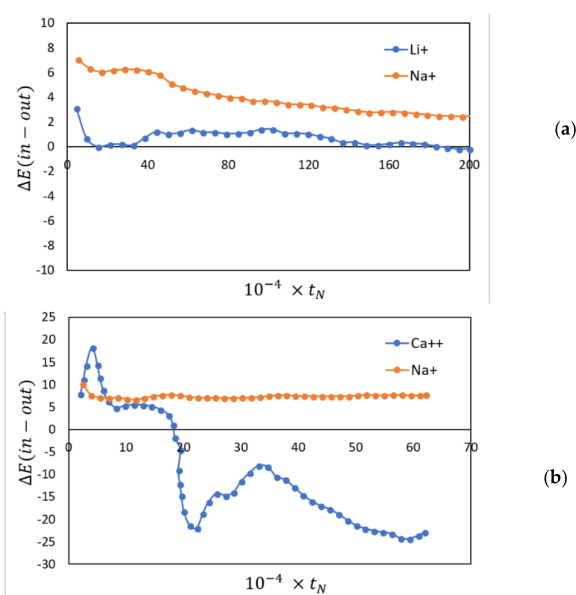 10
8
6
4
2
0
-2
-4
-6
-8
-10
0 40 80 120 160 200
ΔE(in − out)
10⁻⁴ × t_N
Li+
Na+
(a)
25
20
15
10
5
0
-5
-10
-15
-20
-25
-30
0 10 20 30 40 50 60 70
ΔE(in − out)
10⁻⁴ × t_N
Ca++
Na+
(b)